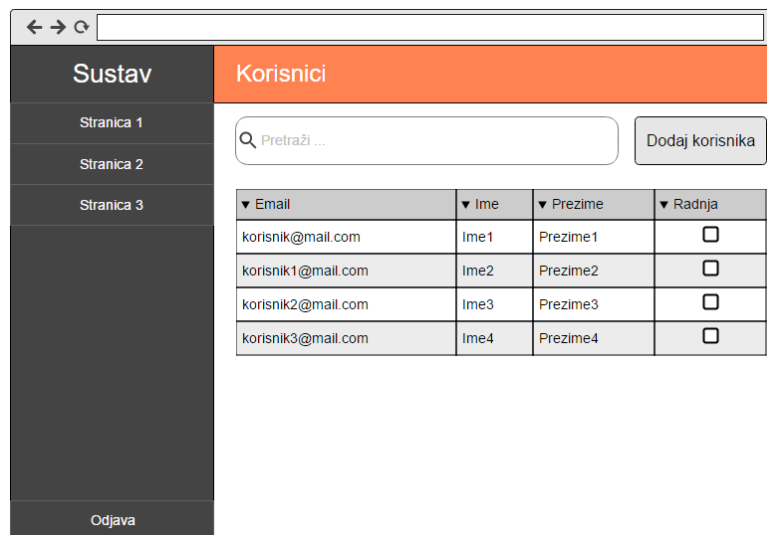 Sustav
Korisnici
Stranica 1
Stranica 2
Stranica 3
Odjava
Pretraži ...
Dodaj korisnika
▼ Email ▼ Ime ▼ Prezime ▼ Radnja
korisnik@mail.com Ime1 Prezime1
korisnik1@mail.com Ime2 Prezime2
korisnik2@mail.com Ime3 Prezime3
korisnik3@mail.com Ime4 Prezime4